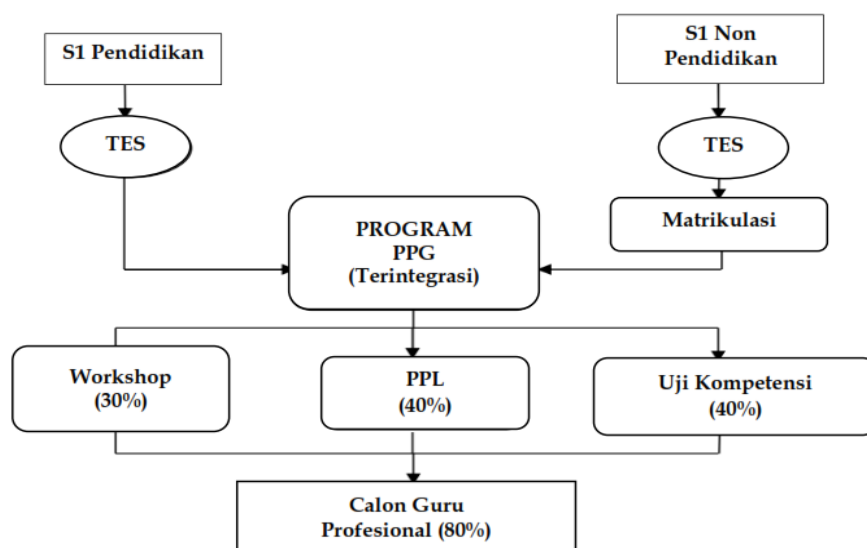 S1 Pendidikan
S1 Non
Pendidikan
TES
TES
Matrikulasi
PROGRAM
PPG
(Terintegrasi)
Workshop
(30%)
PPL
(40%)
Uji Kompetensi
(40%)
Calon Guru
Profesional (80%)